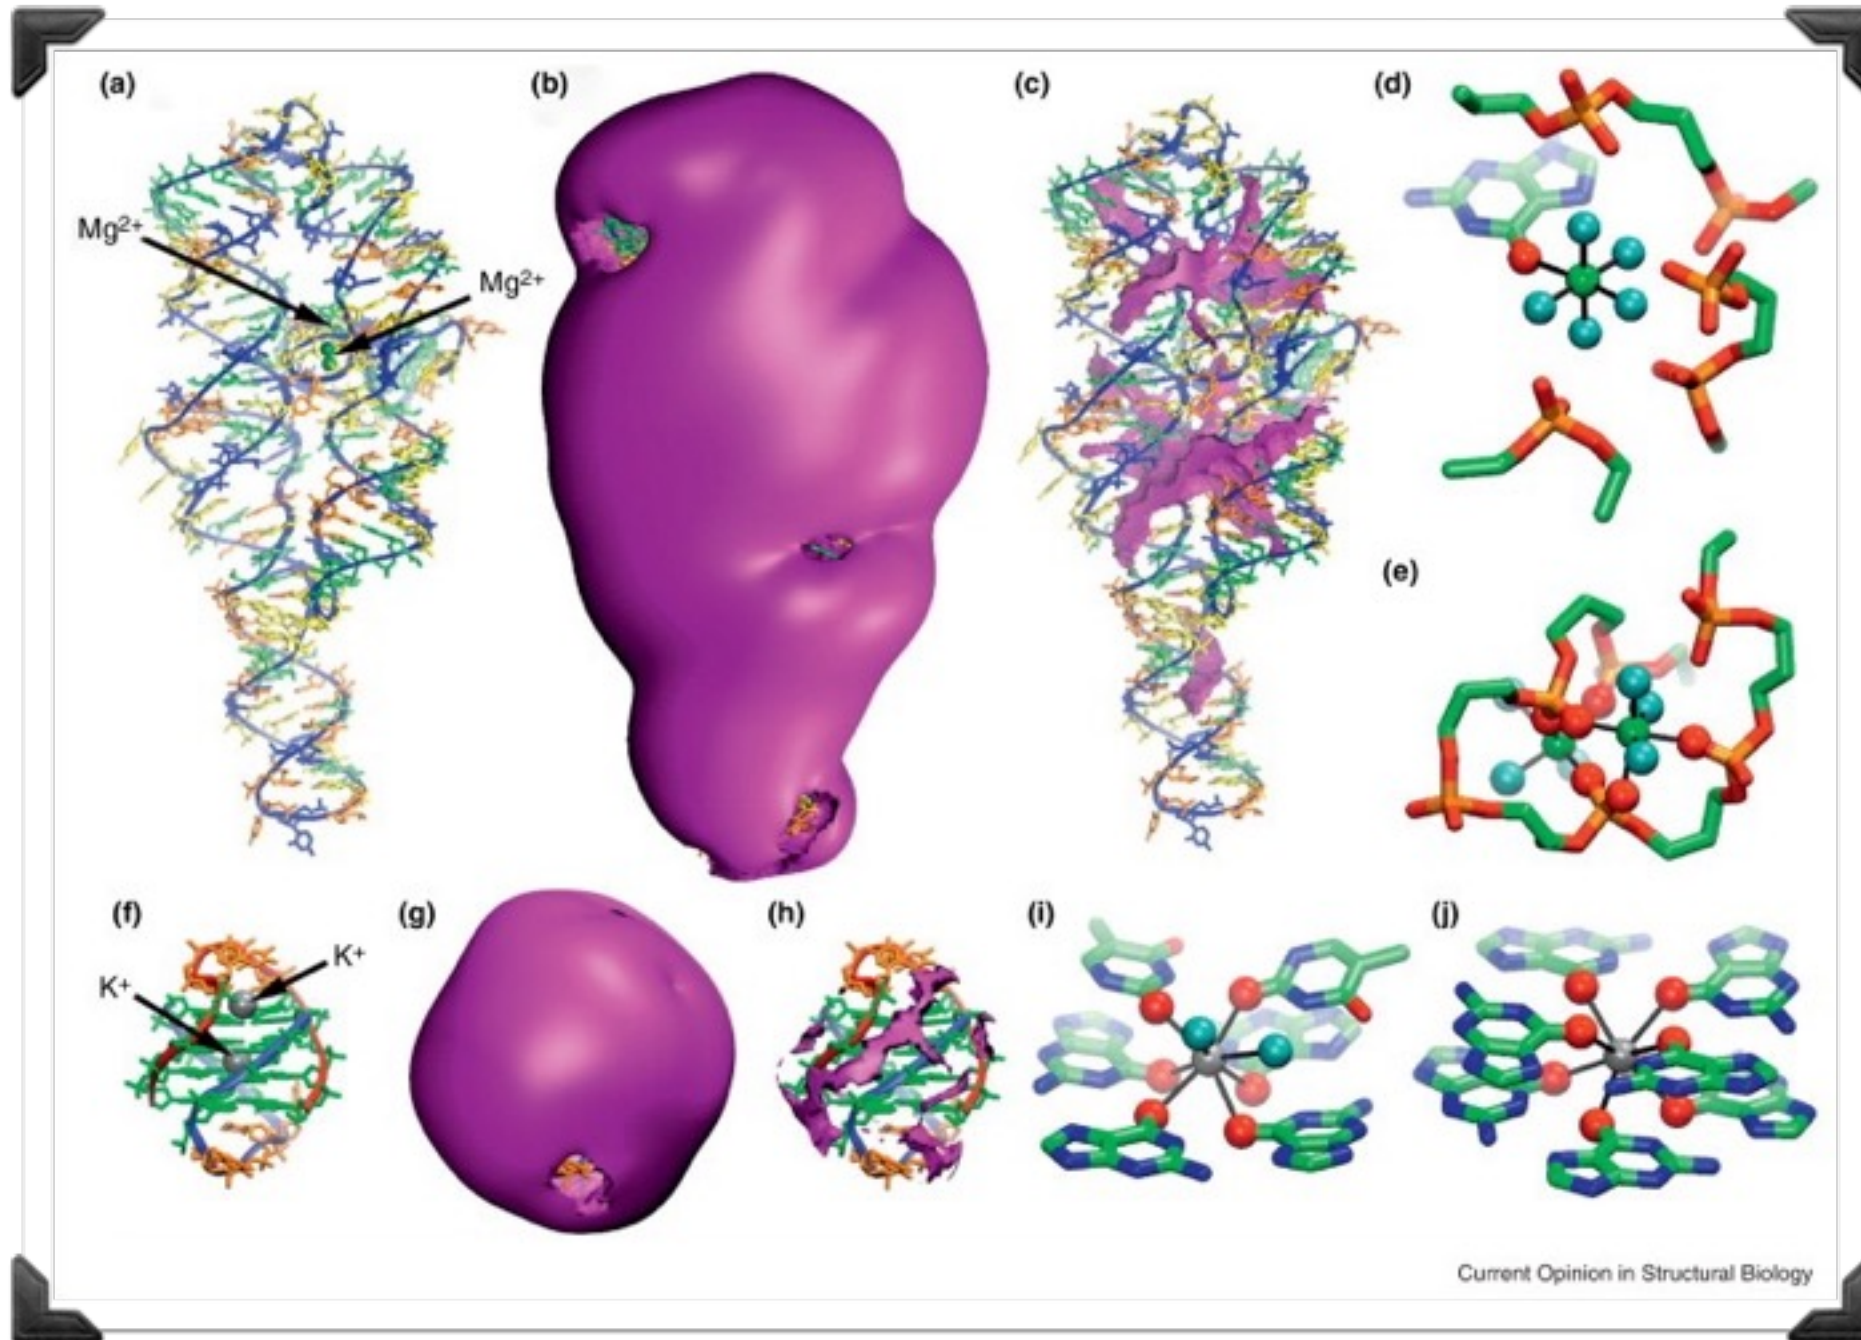 (a)
(b)
(c)
(d)
Mg²⁺
Mg²⁺
(e)
(f)
(g)
(h)
(i)
(j)
K⁺
K⁺
Current Opinion in Structural Biology